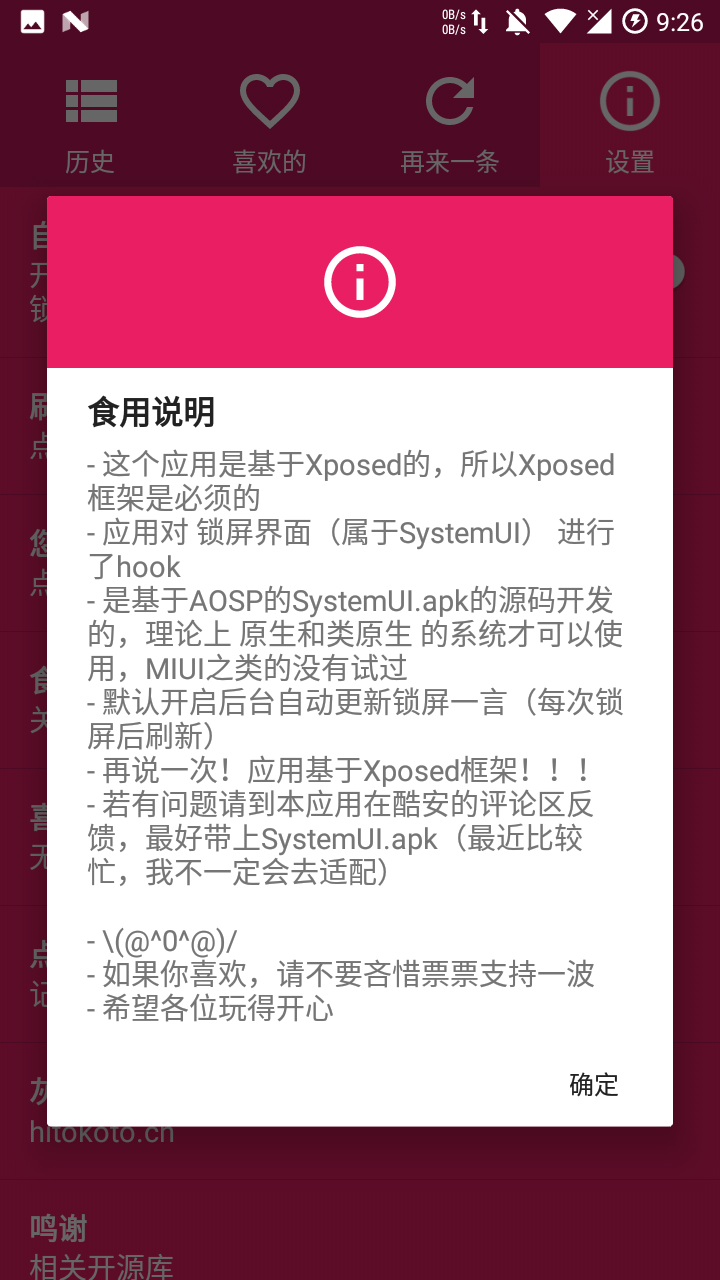 0B/s
0B/s
9:26
历史
喜欢的
再来一条
设置
食用说明
- 这个应用是基于Xposed的，所以Xposed
框架是必须的
- 应用对 锁屏界面（属于SystemUI） 进行
了hook
- 是基于AOSP的SystemUI.apk的源码开发
的，理论上 原生和类原生 的系统才可以使
用，MIUI之类的没有试过
- 默认开启后台自动更新锁屏一言（每次锁
屏后刷新）
- 再说一次！应用基于Xposed框架！！！
- 若有问题请到本应用在酷安的评论区反
馈，最好带上SystemUI.apk（最近比较
忙，我不一定会去适配）
- \(@^0^@)/
- 如果你喜欢，请不要吝惜票票支持一波
- 希望各位玩得开心
确定
hitokoto.cn
鸣谢
相关开源库